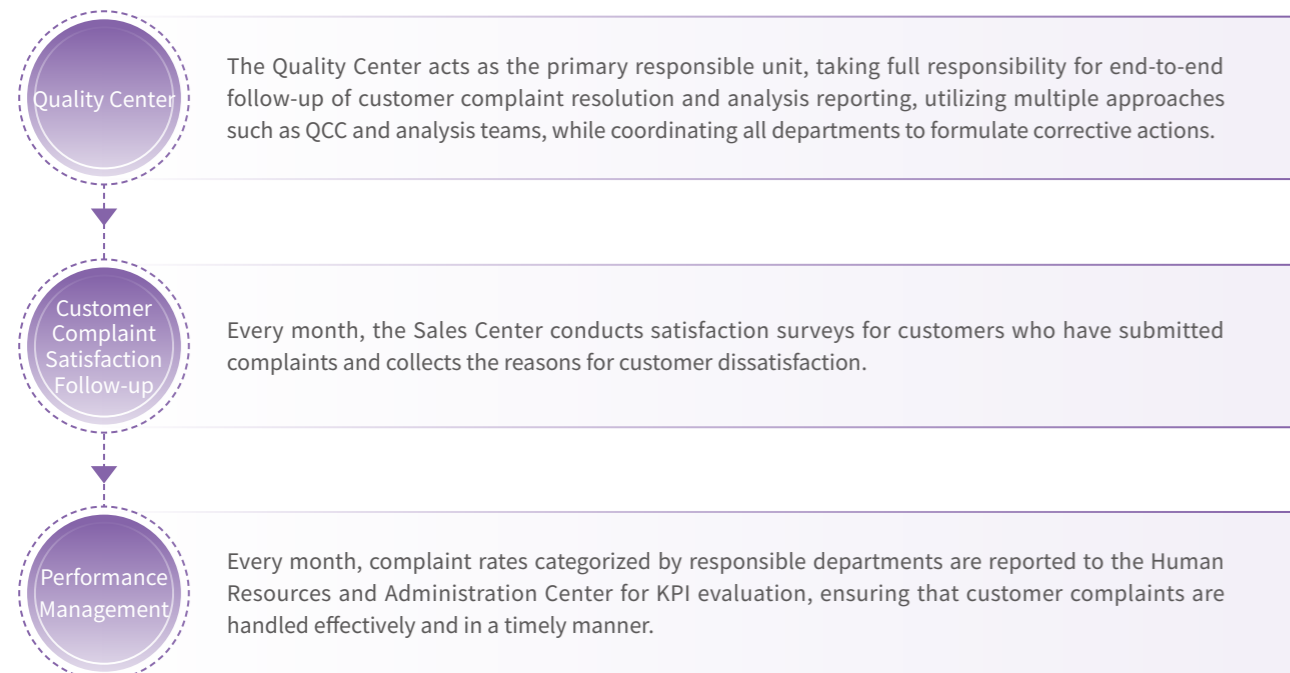 Quality Center
The Quality Center acts as the primary responsible unit, taking full responsibility for end-to-end
follow-up of customer complaint resolution and analysis reporting, utilizing multiple approaches
such as QCC and analysis teams, while coordinating all departments to formulate corrective actions.
Customer
Complaint
Satisfaction
Follow-up
Every month, the Sales Center conducts satisfaction surveys for customers who have submitted
complaints and collects the reasons for customer dissatisfaction.
Performance
Management
Every month, complaint rates categorized by responsible departments are reported to the Human
Resources and Administration Center for KPI evaluation, ensuring that customer complaints are
handled effectively and in a timely manner.